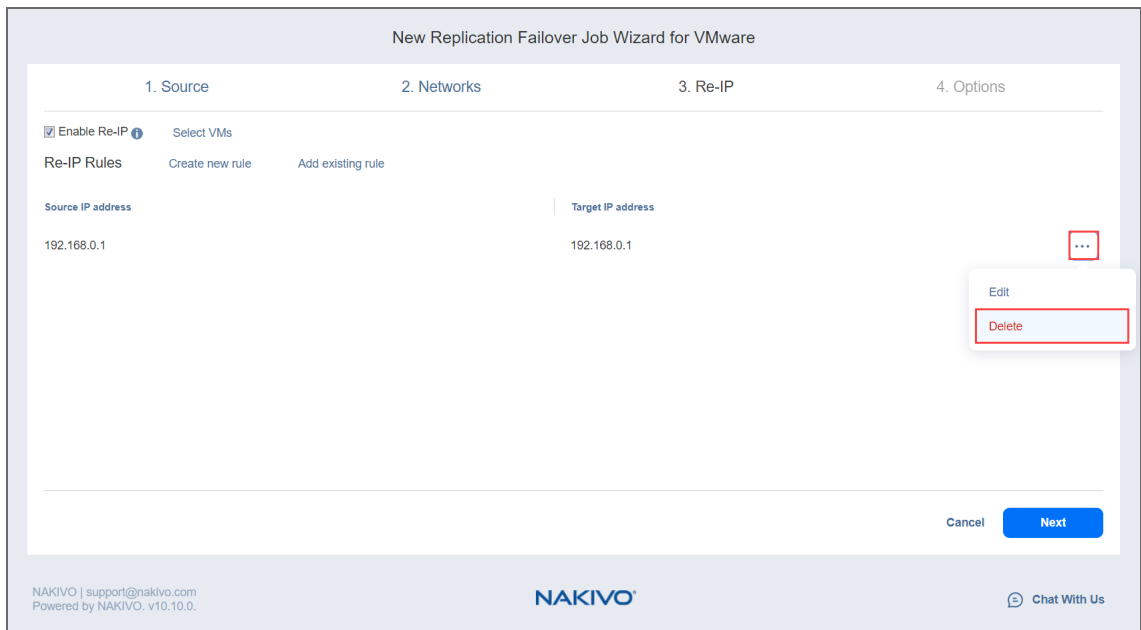 New Replication Failover Job Wizard for VMware
1. Source 2. Networks 3. Re-IP 4. Options
Enable Re-IP Select VMs
Re-IP Rules Create new rule Add existing rule
Source IP address Target IP address
192.168.0.1 192.168.0.1 ...
Edit
Delete
Cancel Next
NAKIVO | support@nakivo.com
Powered by NAKIVO. v10.10.0.
NAKIVO®
Chat With Us